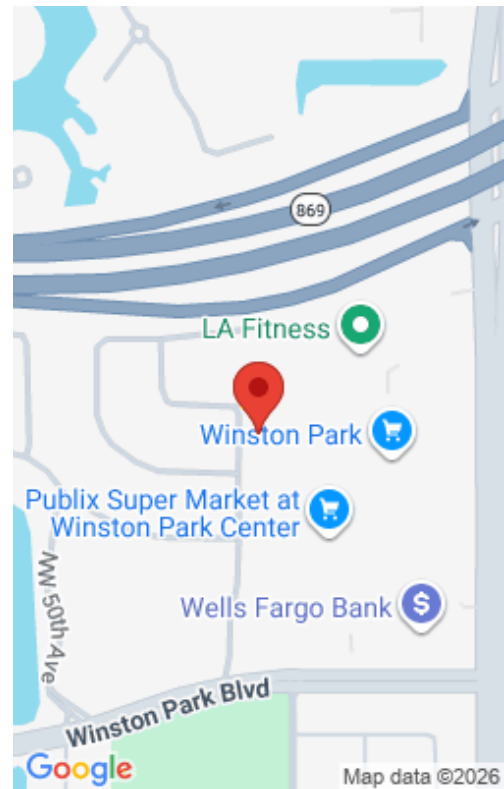 869
LA Fitness
Winston Park
Publix Super Market at
Winston Park Center
Wells Fargo Bank
$
NW 50th Ave
Winston Park Blvd
Google
Map data ©2026